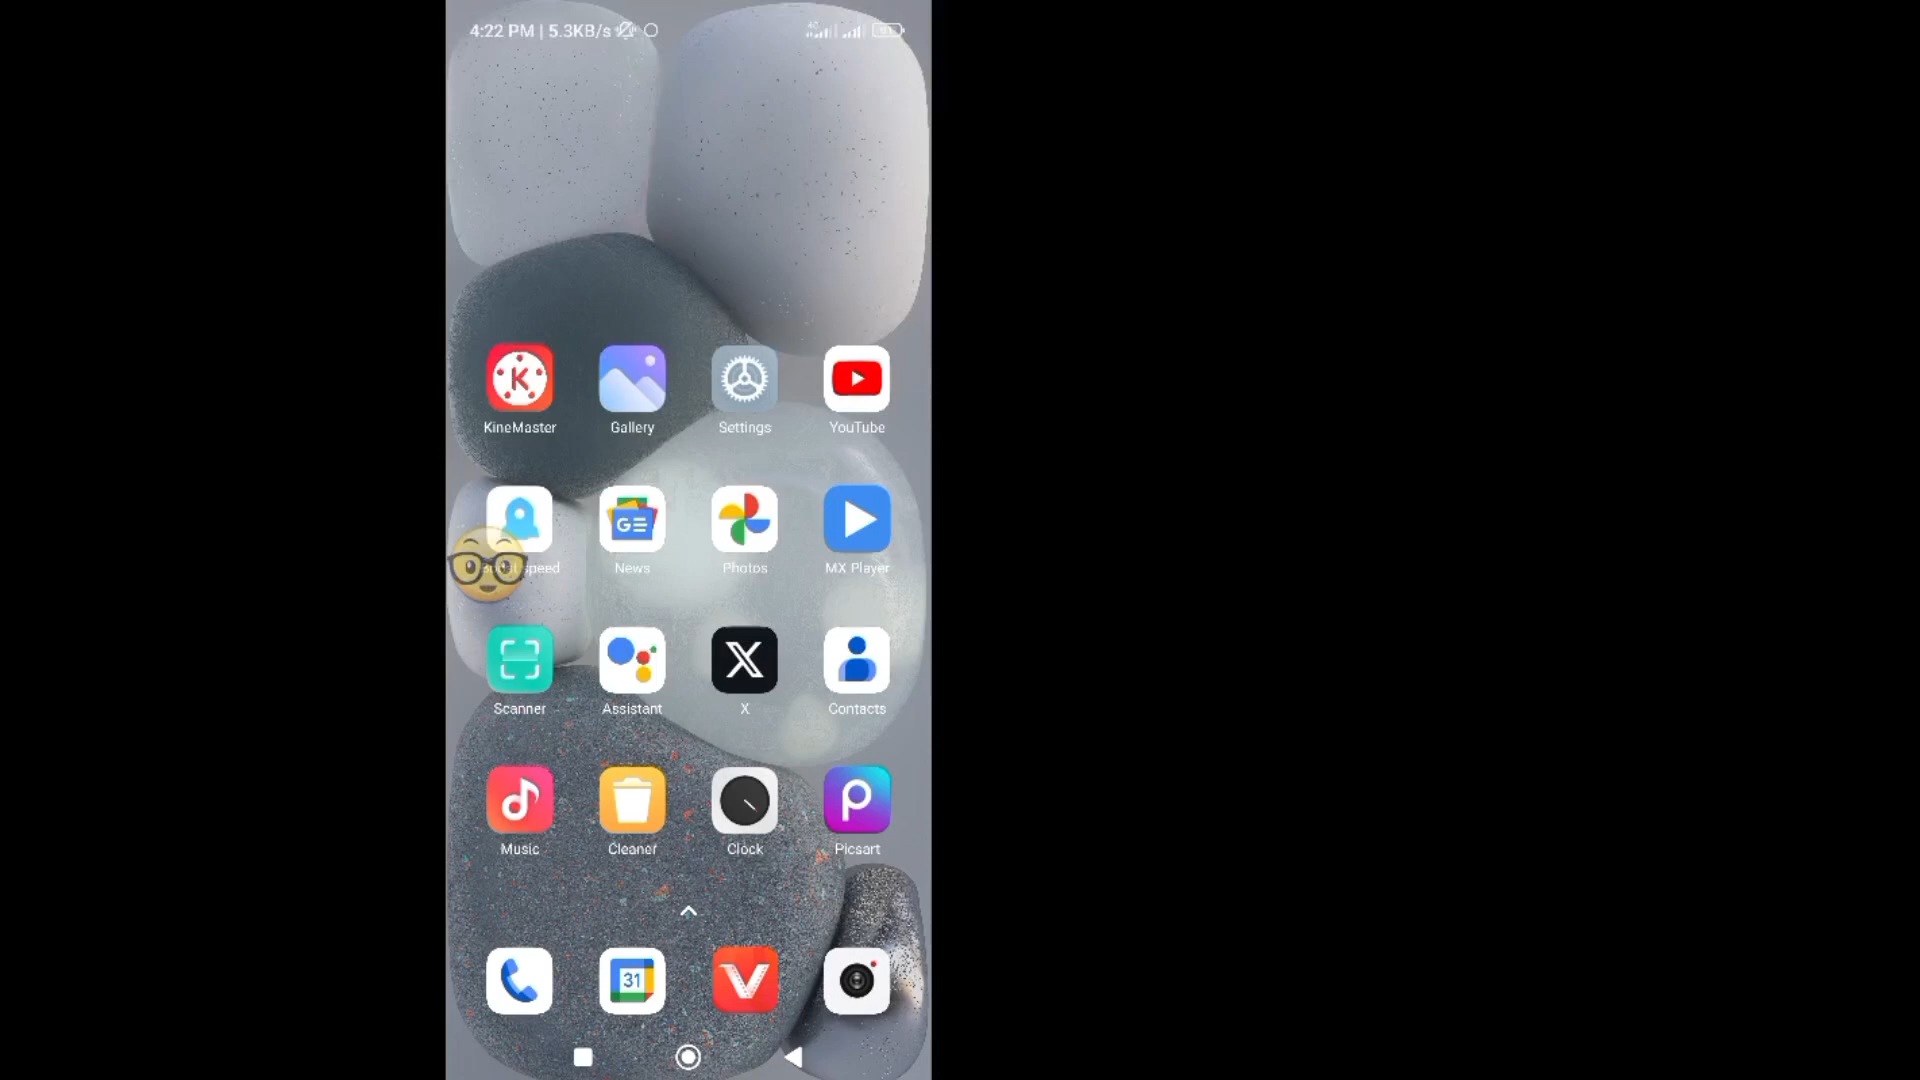 4:22 PM | 5.3KB/s
KineMaster Gallery Settings YouTube
speed News Photos MX Player
Scanner Assistant X Contacts
Music Cleaner Clock Picsart
31